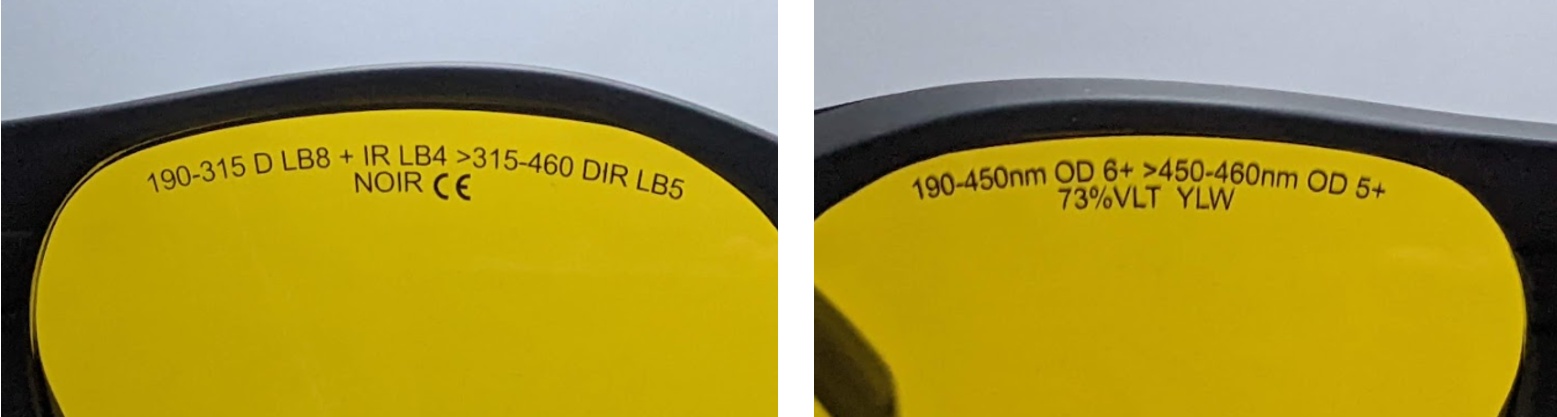 190-315 D LB8 + IR LB4 >315-460 DIR LB5
NOIR CE
190-450nm OD 6+ >450-460nm OD 5+
73%VLT YLW